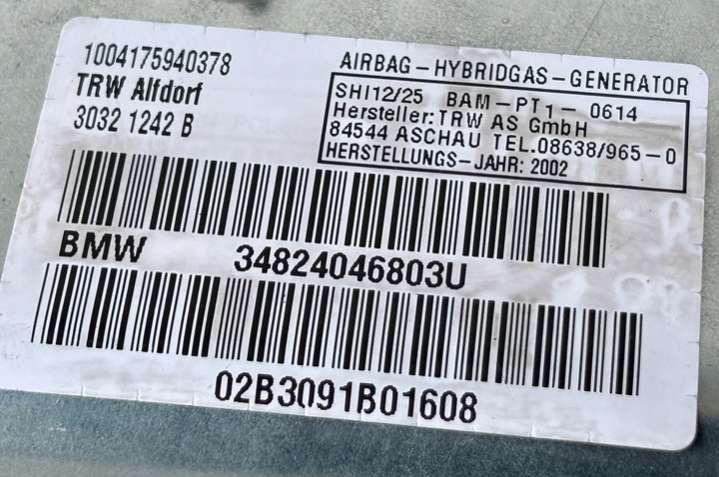 1004175940378
TRW Alfdorf
3032 1242 B
AIRBAG-HYBRIDGAS-GENERATOR
SHI12/25 BAM-PT1-0614
Hersteller:TRW AS GmbH
84544 ASCHAU TEL.08638/965-0
HERSTELLUNGS-JAHR: 2002
BMW 34824046803U
02B3091B01608